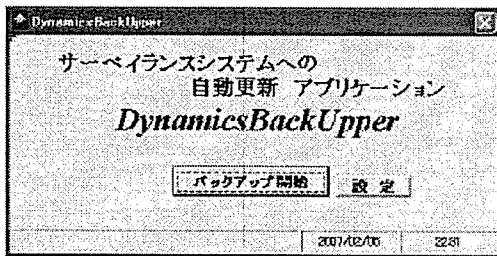 DynamicsBackUpper
サーベイランスシステムへの
自動更新 アプリケーション
DynamicsBackUpper
バックアップ開始 設 定
2007/02/06 22:31